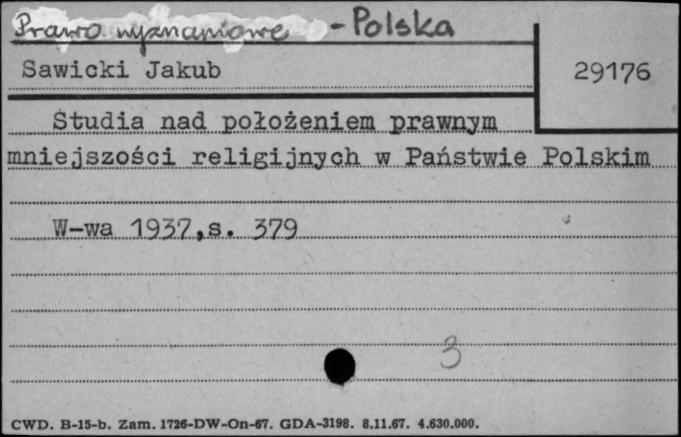 Prawo wyznaniowe - Polska
Sawicki Jakub
29176
Studia nad położeniem prawnym
mniejszości religijnych w Państwie Polskim
W-wa 1937,s. 379
3
CWD. B-15-b. Zam. 1726-DW-On-67. GDA-3198. 8.11.67. 4.630.000.